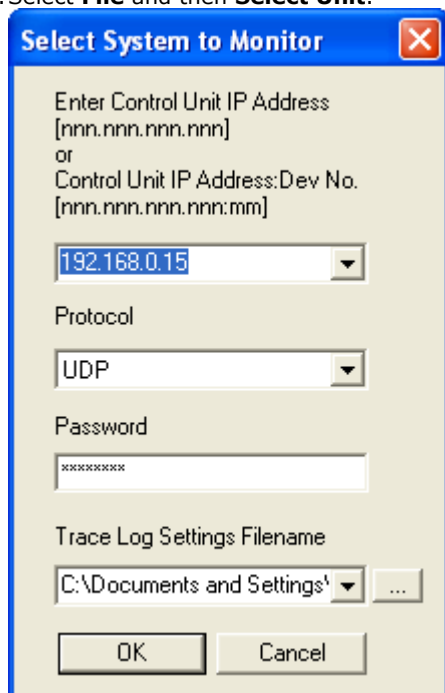 Select File and then Select Unit.
Select System to Monitor
Enter Control Unit IP Address
[nnn.nnn.nnn.nnn]
or
Control Unit IP Address:Dev No.
[nnn.nnn.nnn.nnn:mm]
192.168.0.15
Protocol
UDP
Password
********
Trace Log Settings Filename
C:\Documents and Settings\
...
OK Cancel